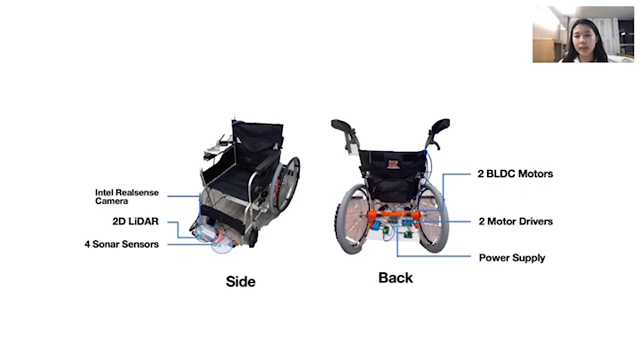 Intel Realsense
Camera
2D LiDAR
4 Sonar Sensors
Side
2 BLDC Motors
2 Motor Drivers
Power Supply
Back